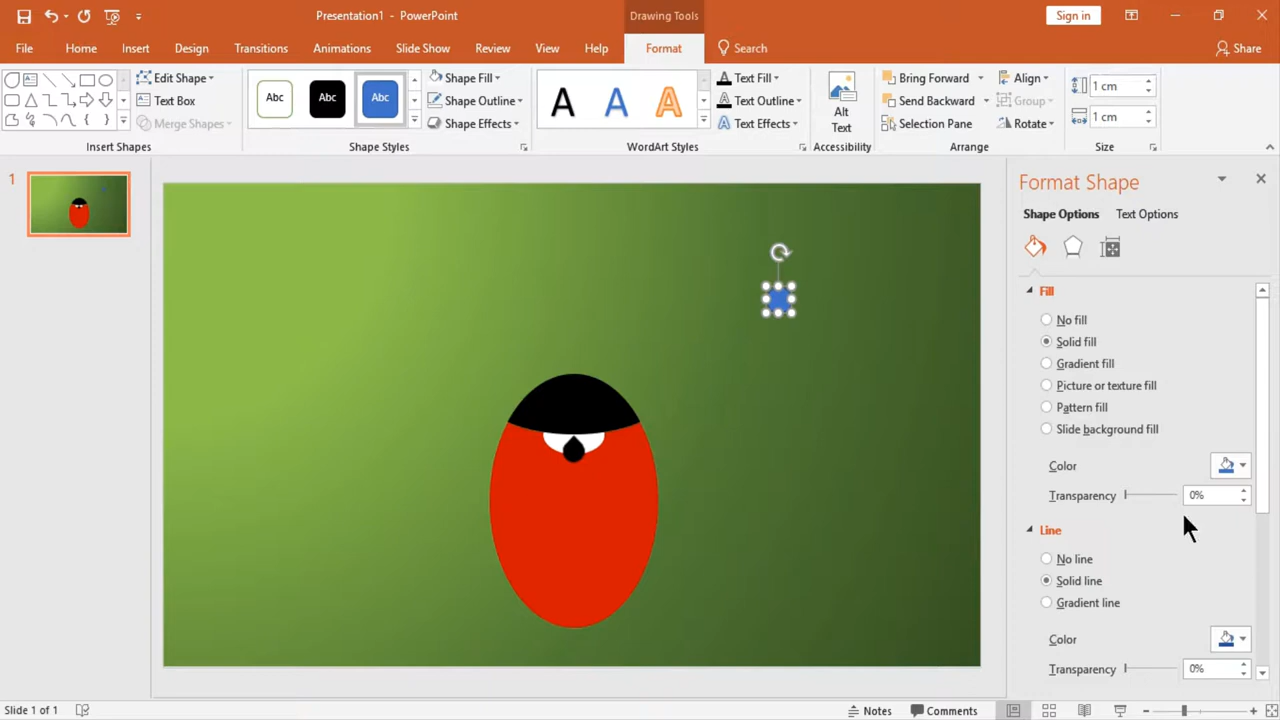 Presentation1 - PowerPoint
Drawing Tools
Sign in
File Home Insert Design Transitions Animations Slide Show Review View Help Format Search Share
Edit Shape
Text Box
Merge Shapes
Insert Shapes
Abc Abc Abc
Shape Fill
Shape Outline
Shape Effects
Shape Styles
A A A
Text Fill
Text Outline
Text Effects
WordArt Styles
Alt
Text
Accessibility
Bring Forward
Send Backward
Selection Pane
Align
Group
Rotate
Arrange
1 cm
1 cm
Size
1
Format Shape
Shape Options Text Options
Fill
No fill
Solid fill
Gradient fill
Picture or texture fill
Pattern fill
Slide background fill
Color
Transparency 0%
Line
No line
Solid line
Gradient line
Color
Transparency 0%
Slide 1 of 1 Notes Comments